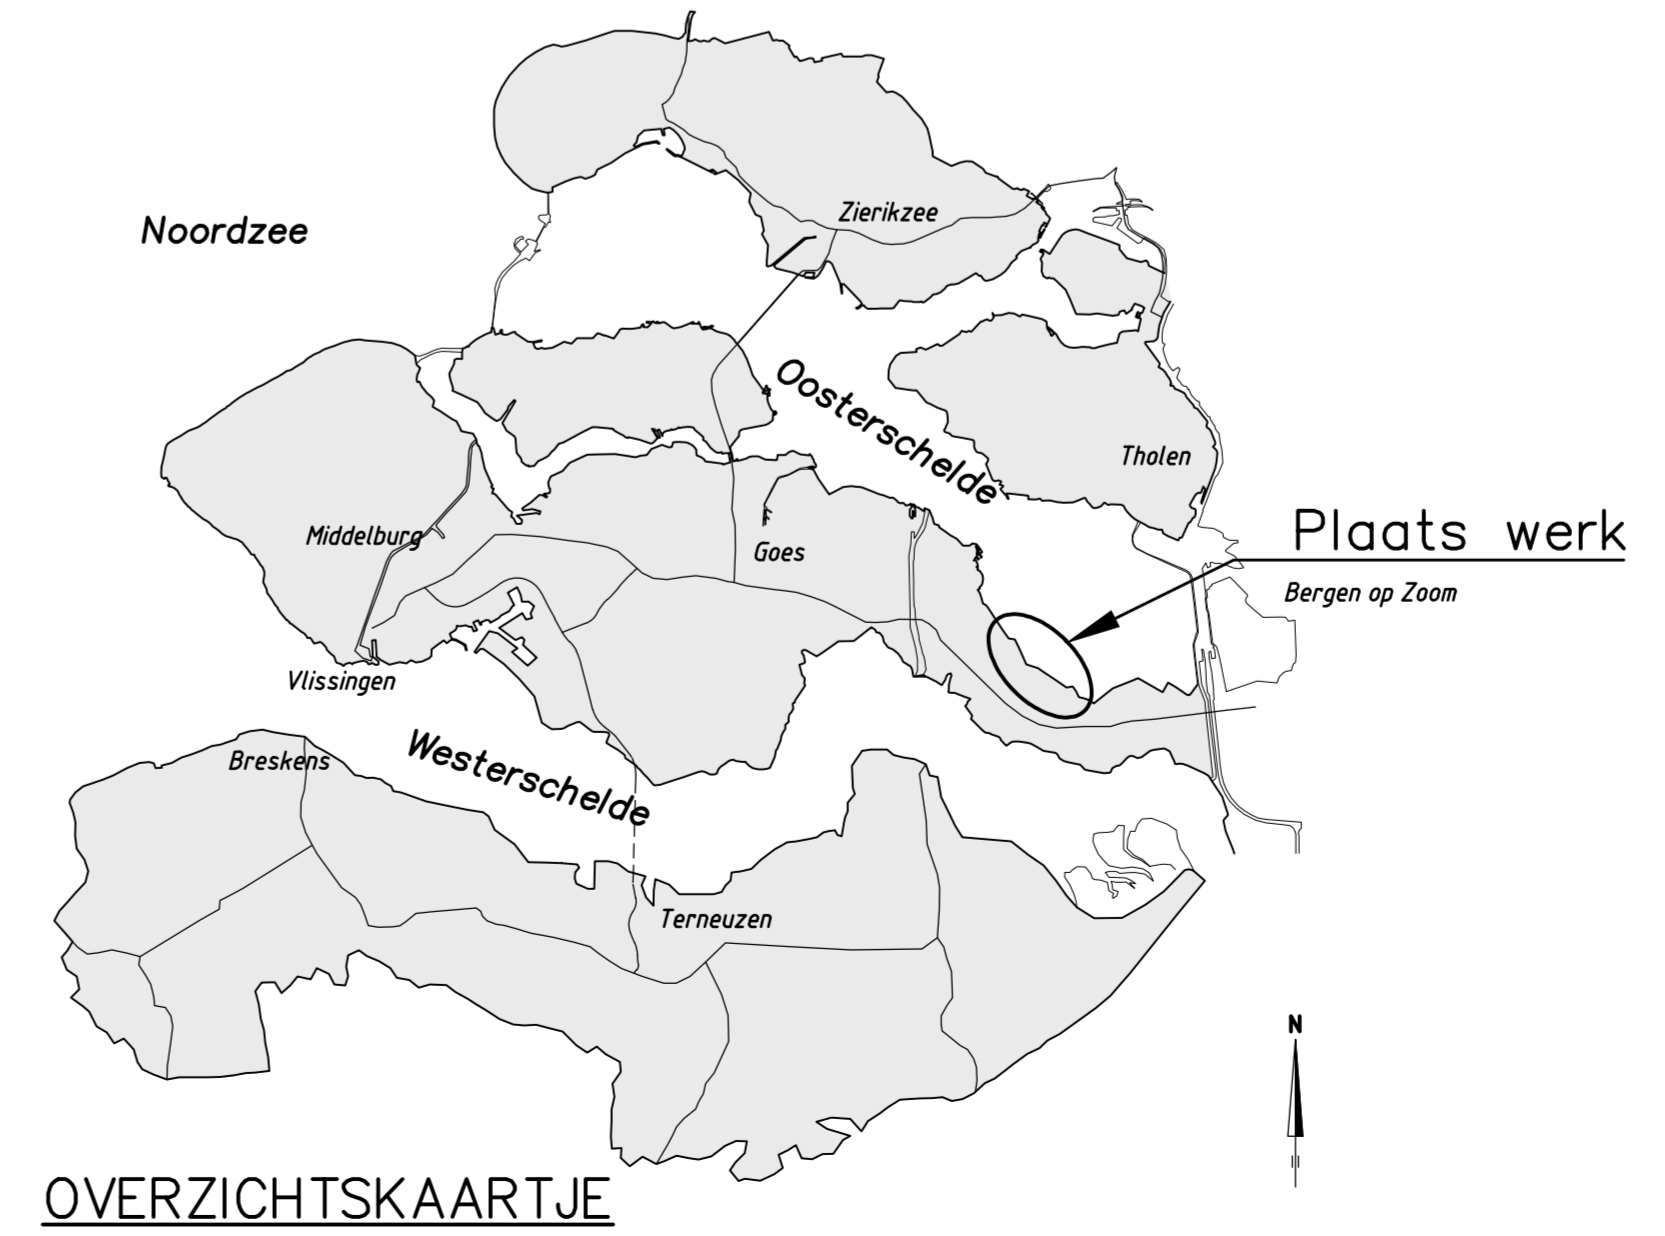 Noordzee
Zierikzee
Oosterschelde
Tholen
Plaats werk
Middelburg
Goes
Bergen op Zoom
Vlissingen
Westerschelde
Breskens
Terneuzen
N
OVERZICHTSKAARTJE